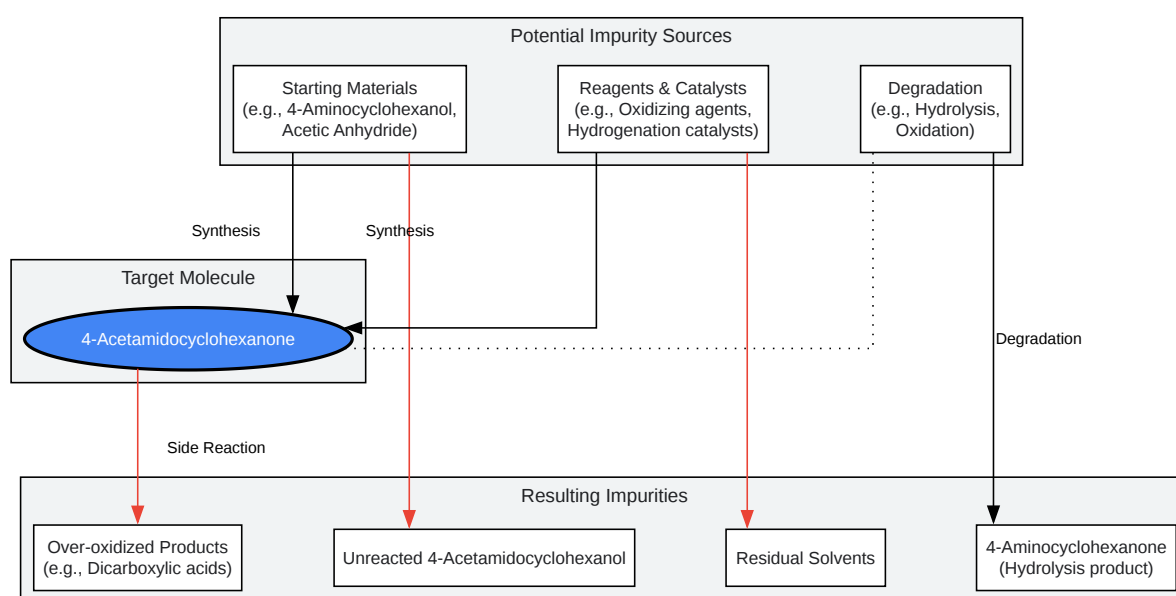 Potential Impurity Sources
Starting Materials
(e.g., 4-Aminocyclohexanol,
Acetic Anhydride)
Reagents & Catalysts
(e.g., Oxidizing agents,
Hydrogenation catalysts)
Degradation
(e.g., Hydrolysis,
Oxidation)
Synthesis
Synthesis
Target Molecule
4-Acetamidocyclohexanone
Degradation
Side Reaction
Resulting Impurities
Over-oxidized Products
(e.g., Dicarboxylic acids)
Unreacted 4-Acetamidocyclohexanol
Residual Solvents
4-Aminocyclohexanone
(Hydrolysis product)